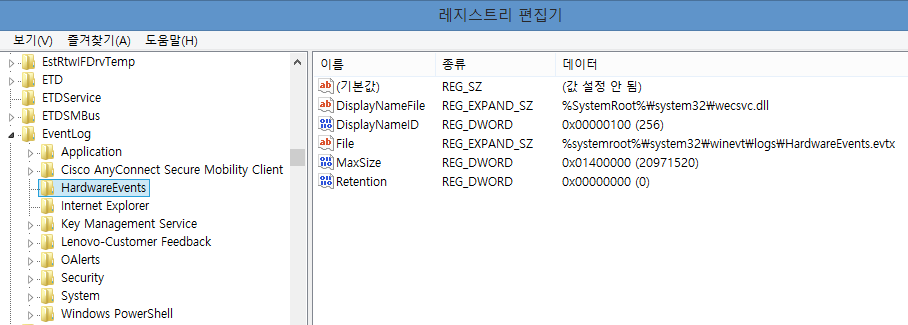 레지스트리 편집기
보기(V) 즐겨찾기(A) 도움말(H)
EstRtwIFDrvTemp
ETD
ETDService
ETDSMBus
EventLog
Application
Cisco AnyConnect Secure Mobility Client
HardwareEvents
Internet Explorer
Key Management Service
Lenovo-Customer Feedback
OAlerts
Security
System
Windows PowerShell
이름 종류 데이터
(기본값) REG_SZ (값 설정 안 됨)
DisplayNameFile REG_EXPAND_SZ %SystemRoot%₩system32₩wecsvc.dll
DisplayNameID REG_DWORD 0x00000100 (256)
File REG_EXPAND_SZ %systemroot%₩system32₩winevt₩logs₩HardwareEvents.evtx
MaxSize REG_DWORD 0x01400000 (20971520)
Retention REG_DWORD 0x00000000 (0)